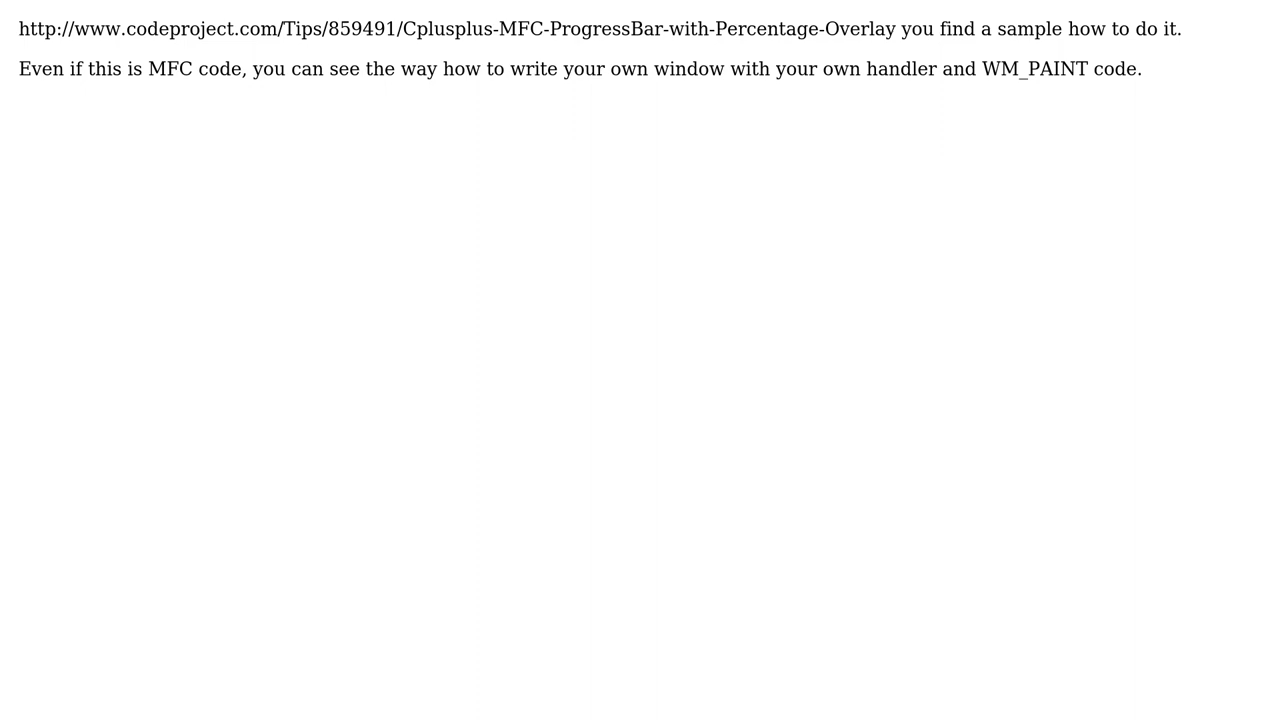 http://www.codeproject.com/Tips/859491/Cplusplus-MFC-ProgressBar-with-Percentage-Overlay you find a sample how to do it.
Even if this is MFC code, you can see the way how to write your own window with your own handler and WM_PAINT code.